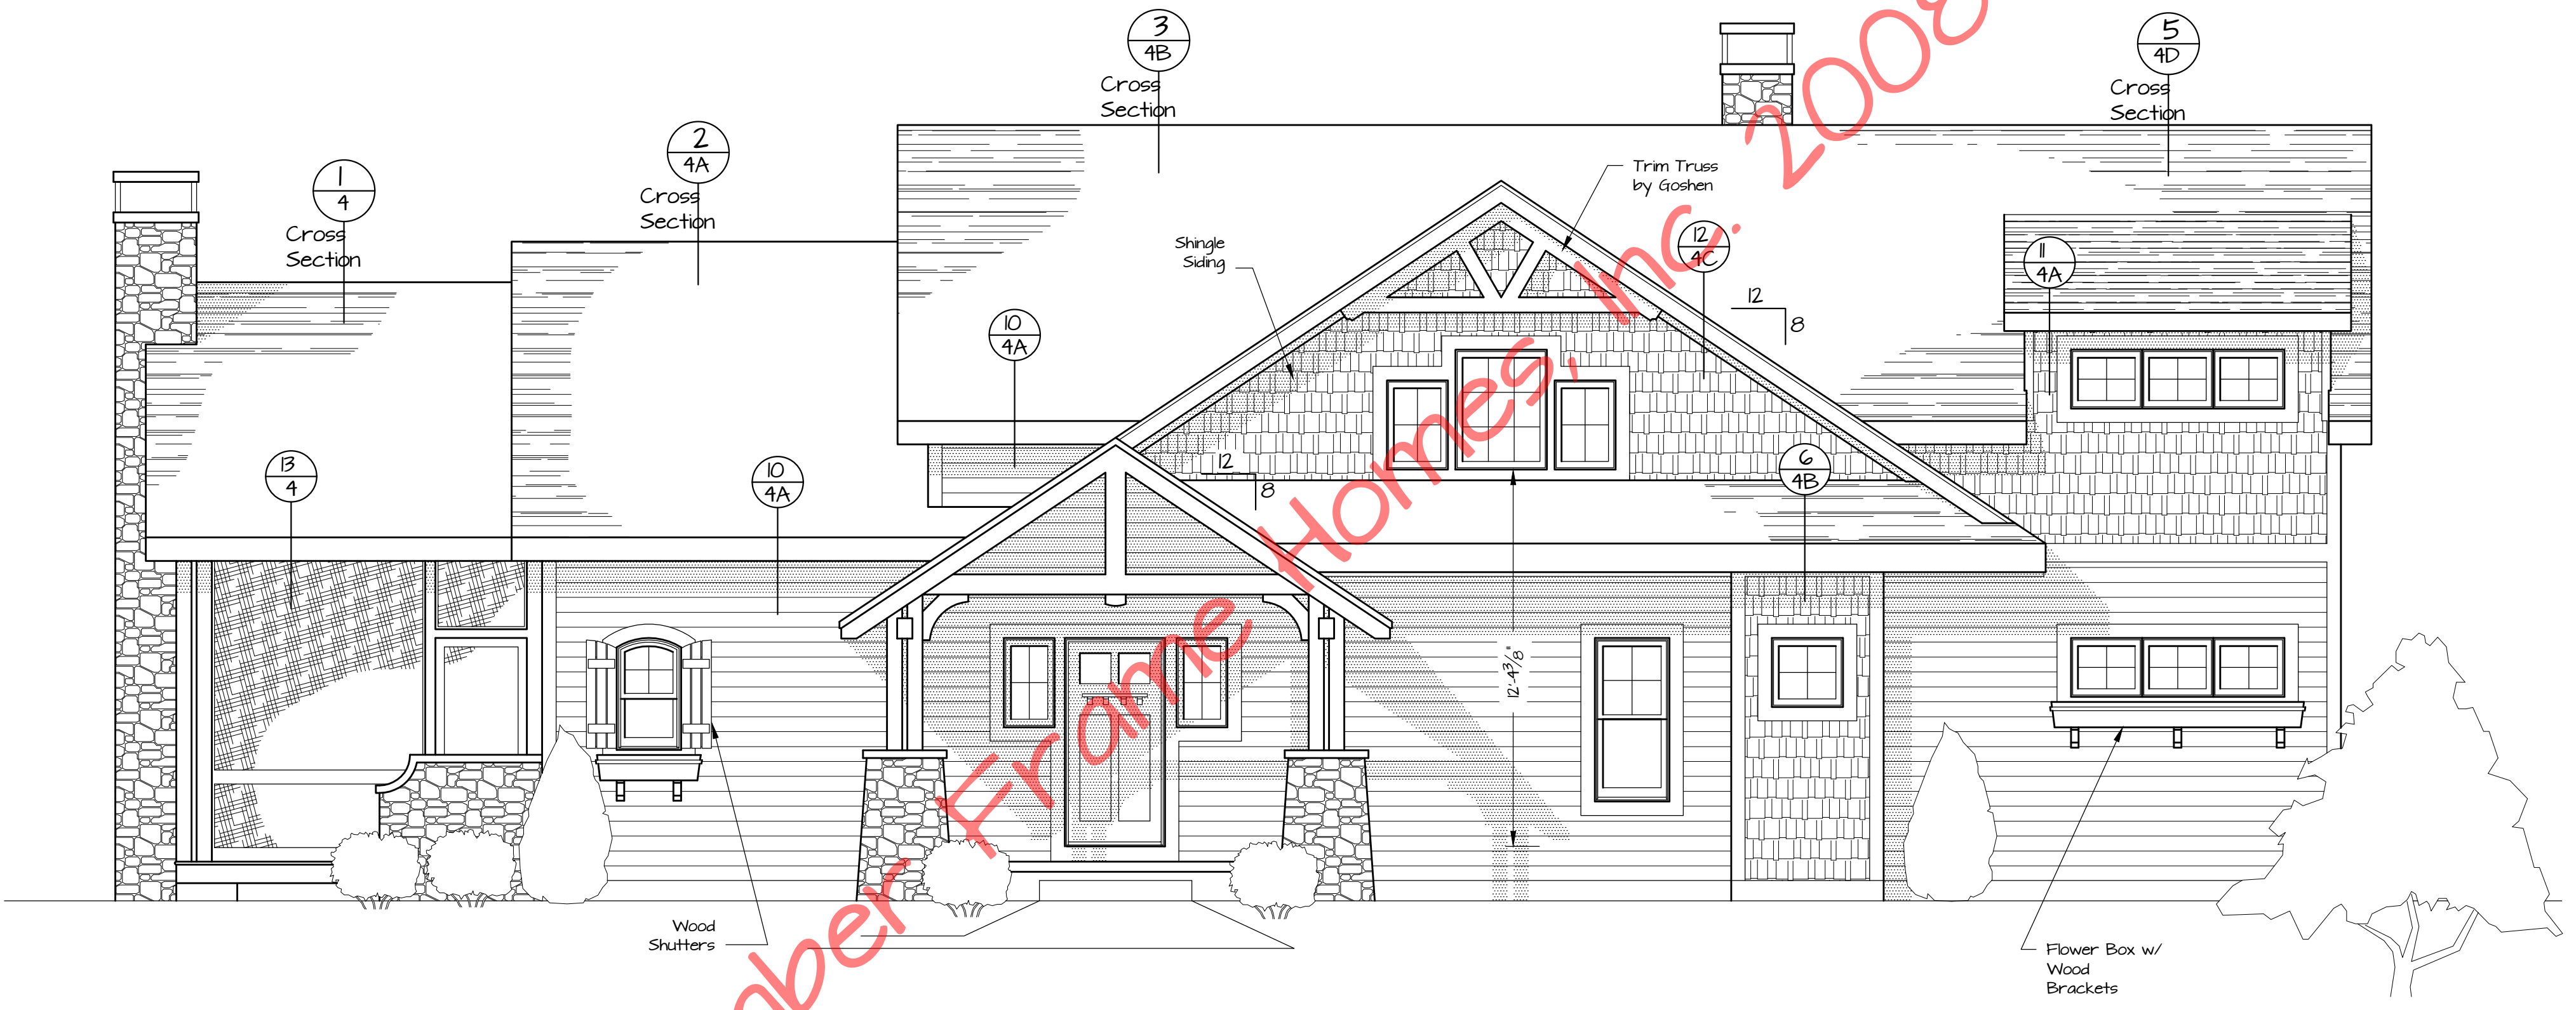 3
4B
Cross
Section
5
4D
Cross
Section
2
4A
Cross
Section
1
4
Cross
Section
Trim Truss
by Goshen
Shingle
Siding
12
4C
11
4A
12
8
10
4A
13
4
10
4A
12
8
6
4B
12'-4 3/8"
Wood
Shutters
Flower Box w/
Wood
Brackets
Frame Homes, Inc. 2008